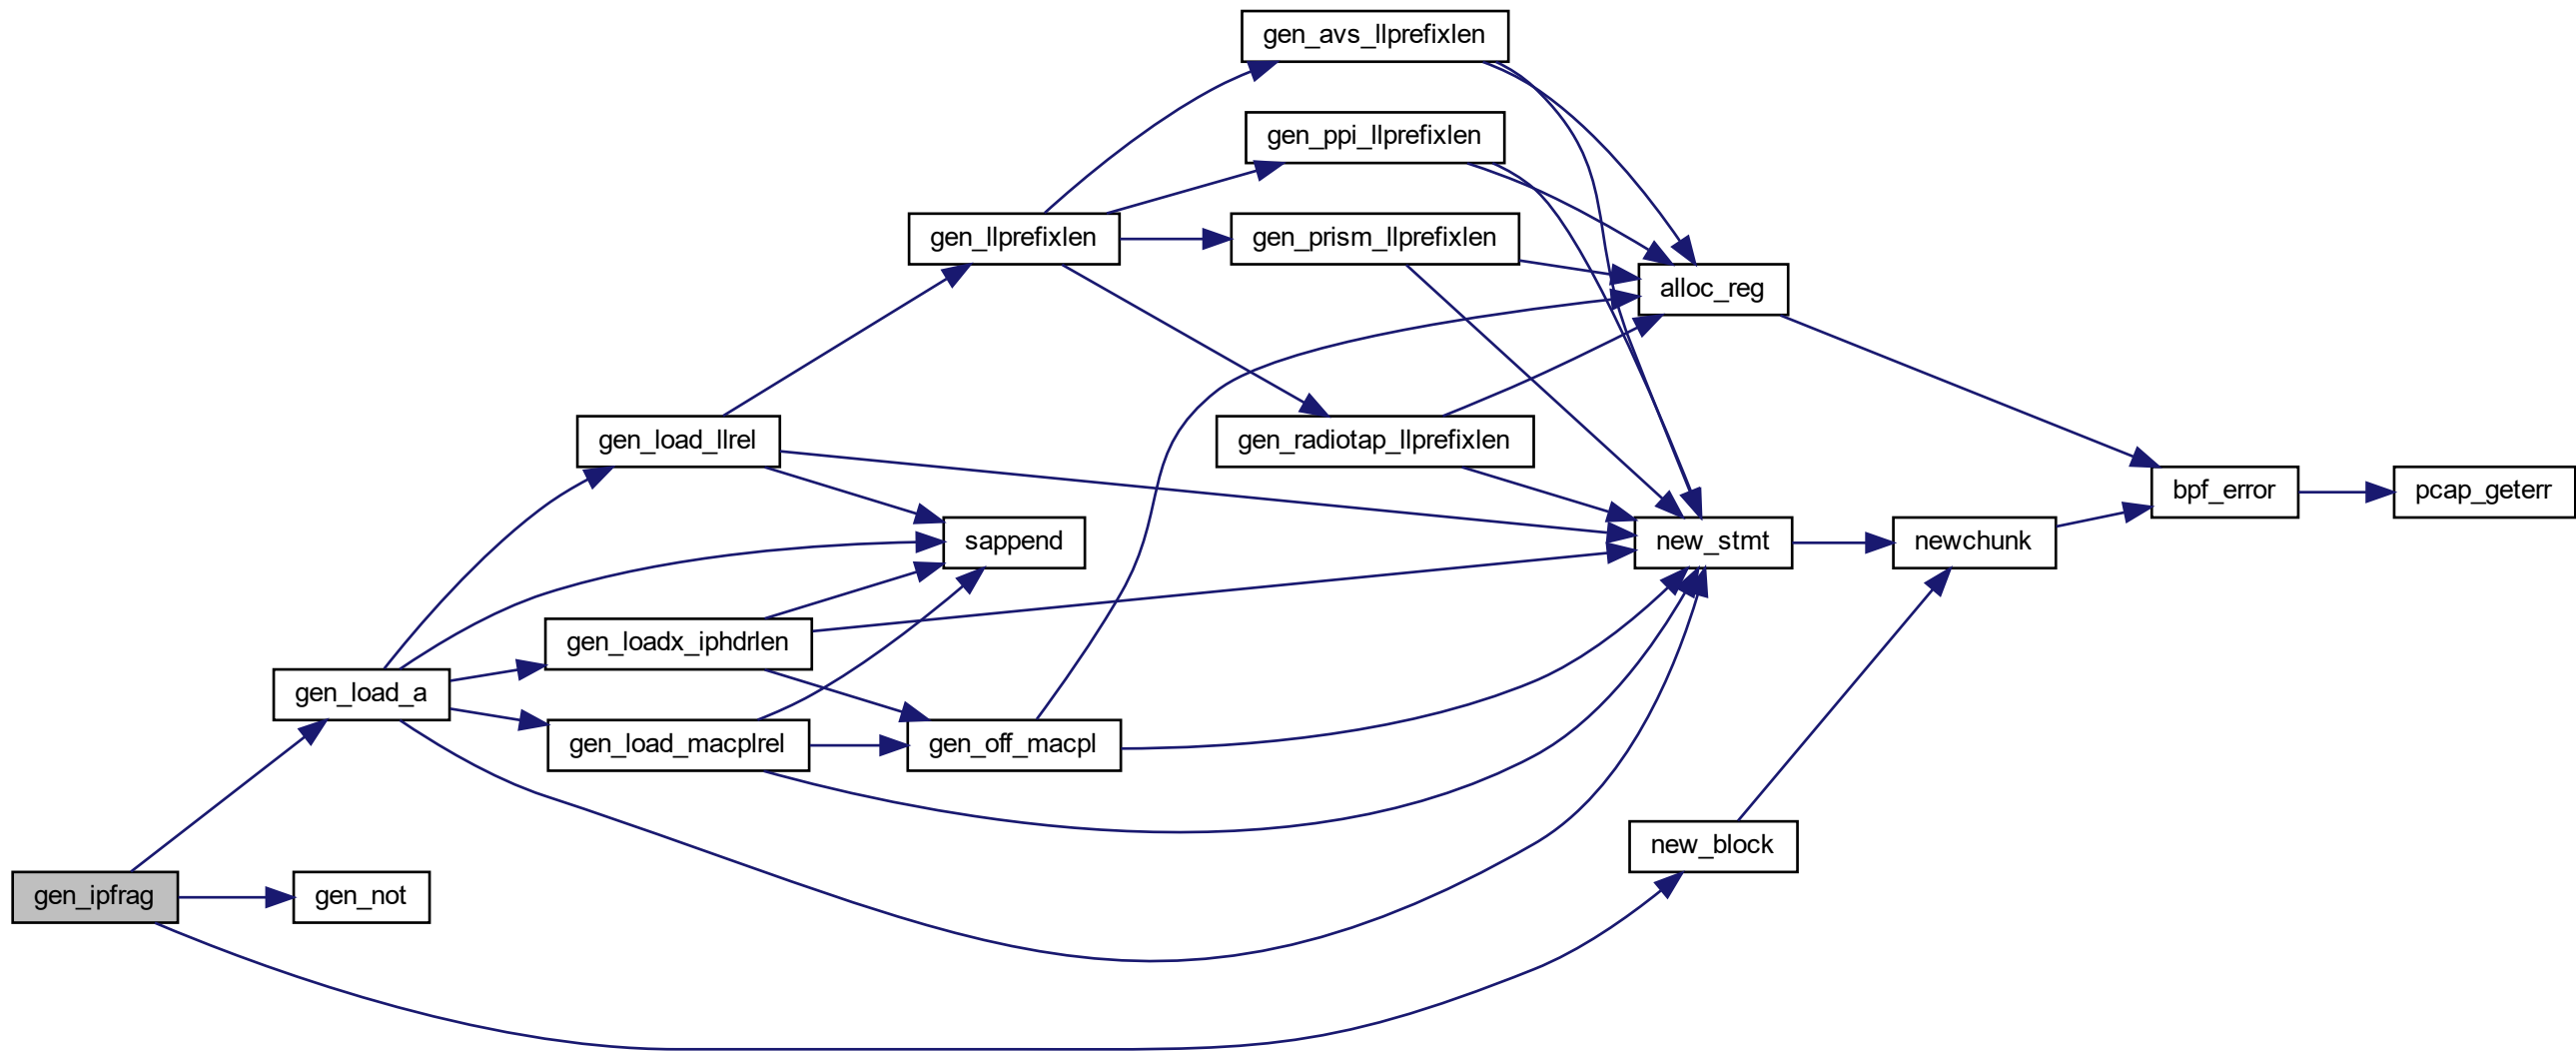 gen_avs_llprefixlen
gen_ppi_llprefixlen
gen_llprefixlen
gen_prism_llprefixlen
alloc_reg
gen_load_llrel
gen_radiotap_llprefixlen
bpf_error
pcap_geterr
sappend
new_stmt
newchunk
gen_loadx_iphdrlen
gen_load_a
gen_load_macplrel
gen_off_macpl
new_block
gen_ipfrag
gen_not